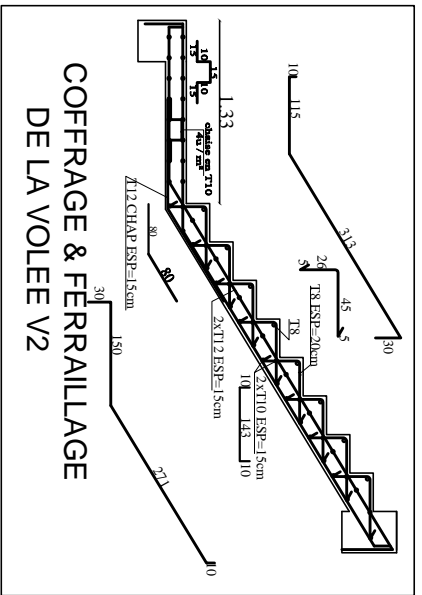 10
115
313
30
26
45
5
5
T8 ESP=20cm
T8
1.33
10
15
15
10
15
chaise en T10
4u / m²
2xT10 ESP=15cm
10
143
10
2xT12 ESP=15cm
T12 CHAP ESP=15cm
80
80
30
150
271
10
COFFRAGE & FERRAILLAGE
DE LA VOLEE V2